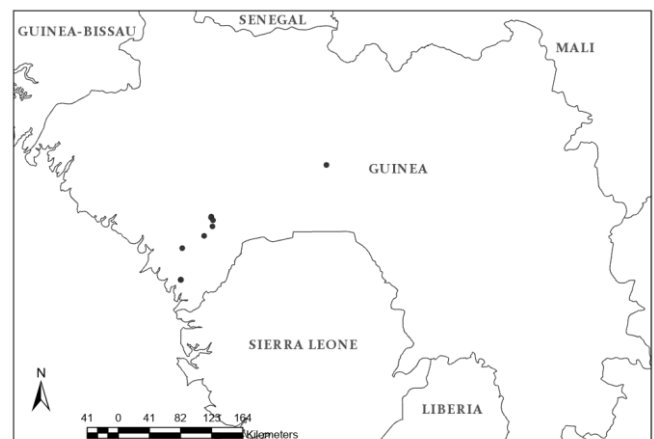 SENEGAL
GUINEA-BISSAU
MALI
GUINEA
SIERRA LEONE
N
LIBERIA
41 0 41 82 123 164
Kilometers